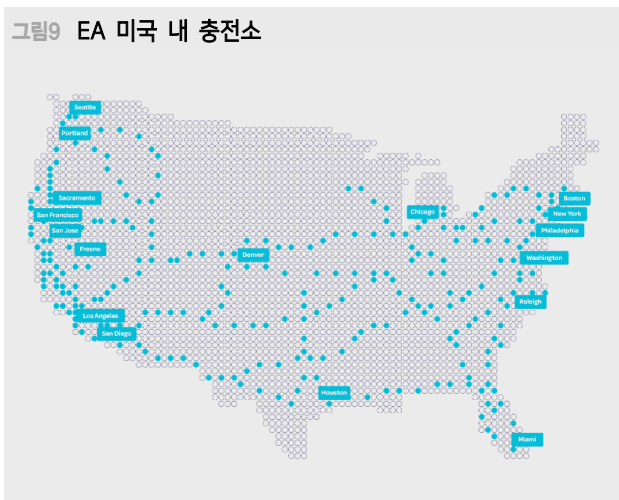 그림9 EA 미국 내 충전소
Seattle
Portland
Sacramento
San Francisco
San Jose
Fresno
Los Angeles
San Diego
Denver
Houston
Chicago
Boston
New York
Philadelphia
Washington
Raleigh
Miami